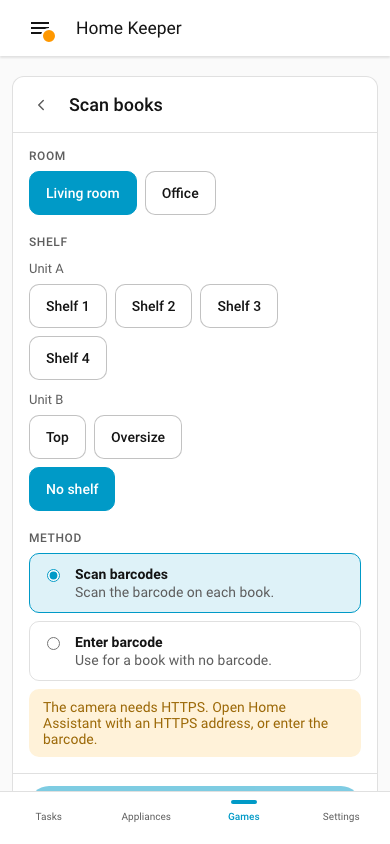 Home Keeper
Scan books
ROOM
Living room
Office
SHELF
Unit A
Shelf 1
Shelf 2
Shelf 3
Shelf 4
Unit B
Top
Oversize
No shelf
METHOD
Scan barcodes
Scan the barcode on each book.
Enter barcode
Use for a book with no barcode.
The camera needs HTTPS. Open Home
Assistant with an HTTPS address, or enter the
barcode.
Tasks
Appliances
Games
Settings